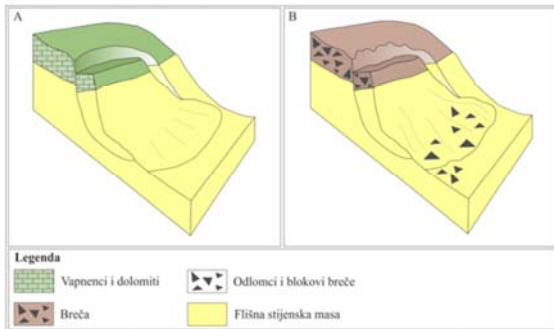 A
B
Legenda
Vapnenci i dolomiti
Odlomci i blokovi breče
Breča
Flišna stijenska masa